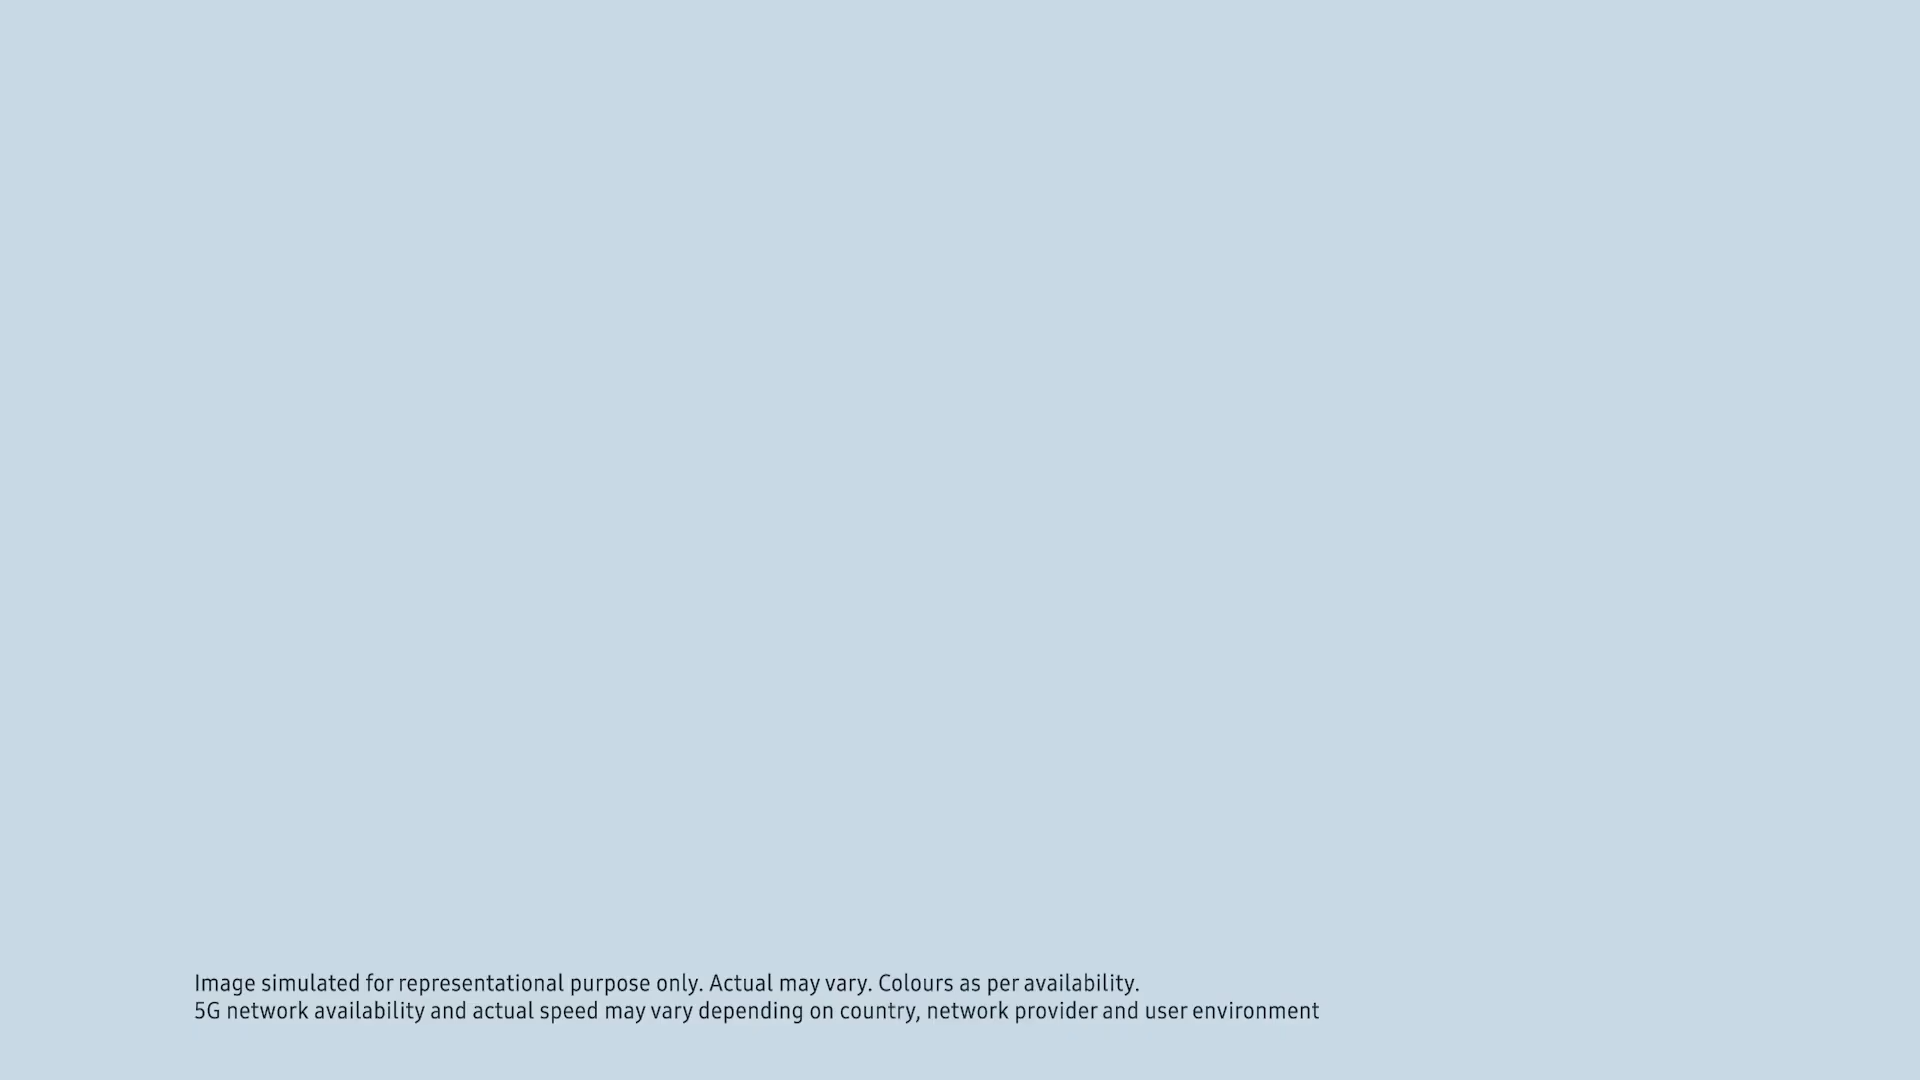 Image simulated for representational purpose only. Actual may vary. Colours as per availability.
5G network availability and actual speed may vary depending on country, network provider and user environment